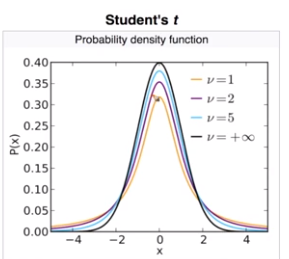 Student's t
Probability density function
0.40
0.35
0.30
0.25
0.20
0.15
0.10
0.05
0.00
P(x)
ν=1
ν=2
ν=5
ν=+∞
−4 −2 0 2 4
x